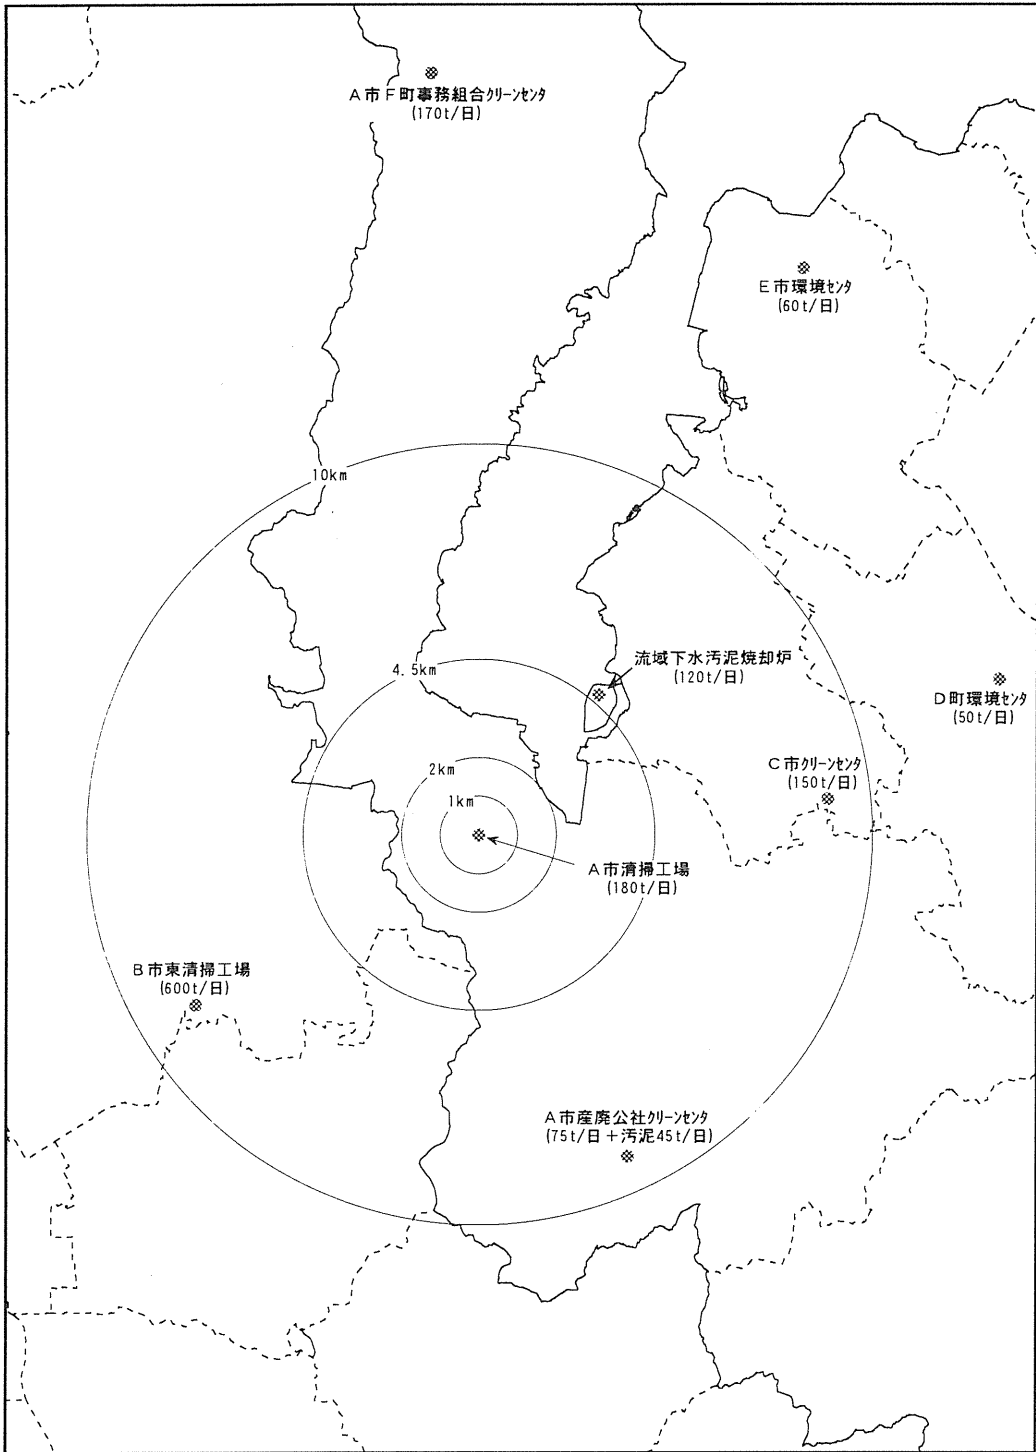 A市F町事務組合クリーンセンタ
(170t/日)
E市環境センタ
(60t/日)
10km
流域下水汚泥焼却炉
(120t/日)
4.5km
D町環境センタ
(50t/日)
C市クリーンセンタ
(150t/日)
2km
1km
A市清掃工場
(180t/日)
B市東清掃工場
(600t/日)
A市産廃公社クリーンセンタ
(75t/日+汚泥45t/日)